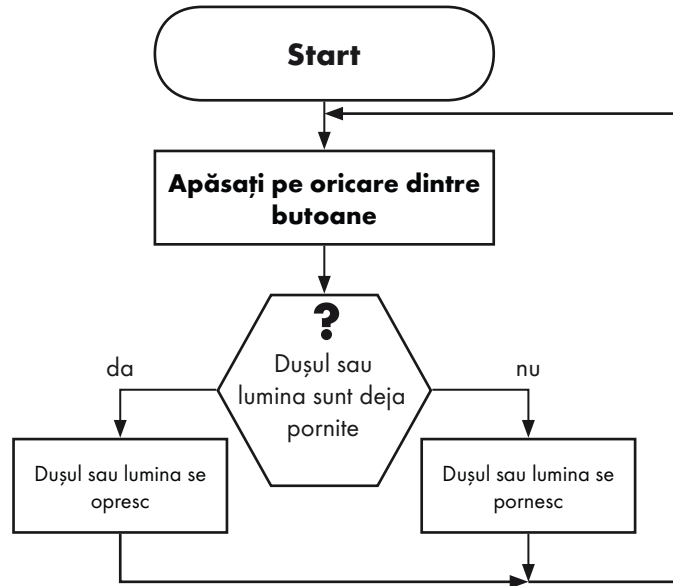 Start
Apăsați pe oricare dintre
butoane
?
Dușul sau
lumina sunt deja
pornite
da
nu
Dușul sau lumina se
opresc
Dușul sau lumina se
pornesc